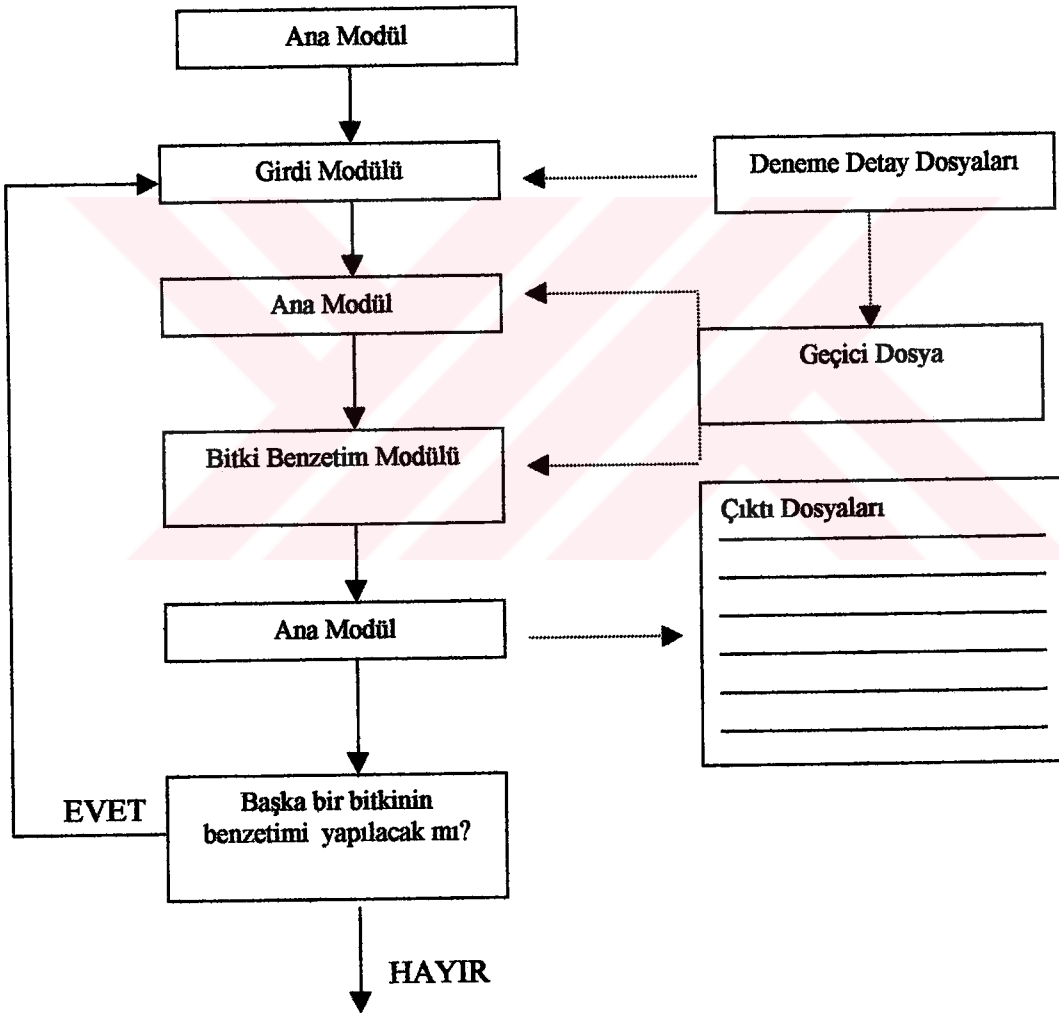 Ana Modül
Girdi Modülü
Deneme Detay Dosyaları
Ana Modül
Geçici Dosya
Bitki Benzetim Modülü
Çıktı Dosyaları
Ana Modül
EVET
Başka bir bitkinin
benzetimi yapılacak mı?
HAYIR